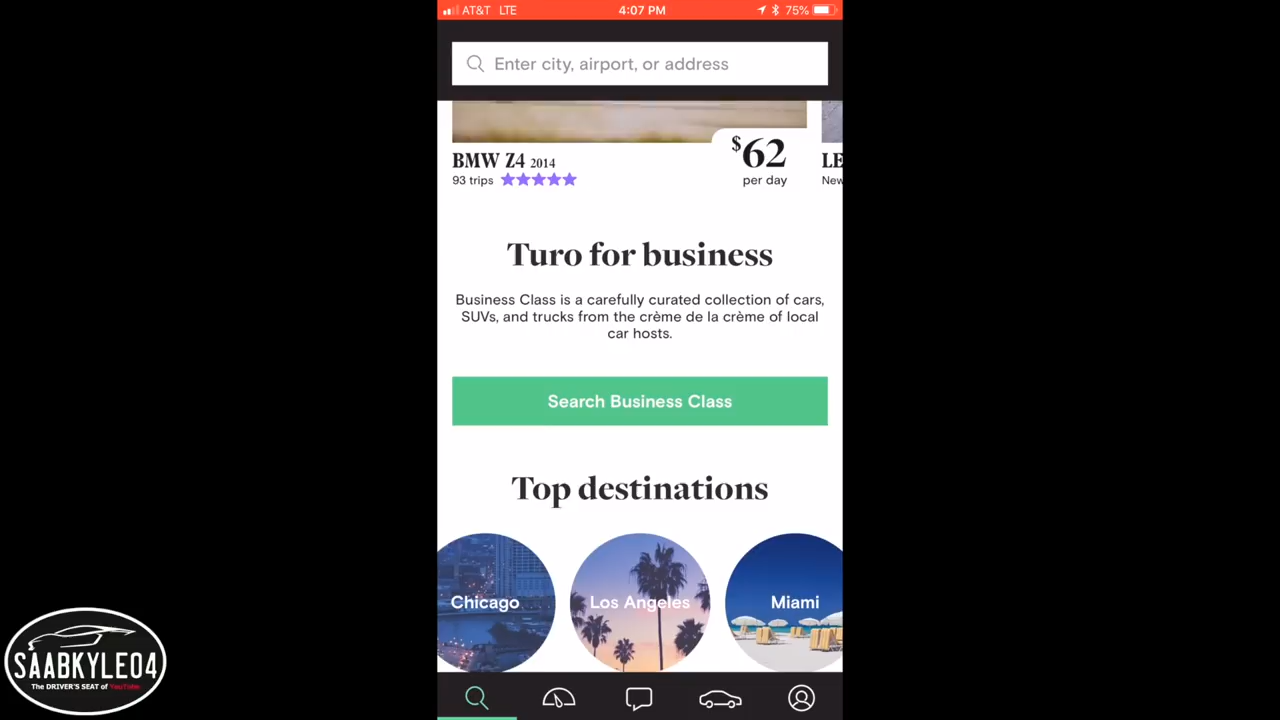 AT&T LTE 4:07 PM 75%
Enter city, airport, or address
BMW Z4 2014
93 trips
$62
per day
LE
New
Turo for business
Business Class is a carefully curated collection of cars,
SUVs, and trucks from the crème de la crème of local
car hosts.
Search Business Class
Top destinations
Chicago
Los Angeles
Miami
SAABKYLE04
The DRIVER'S SEAT of YouTube